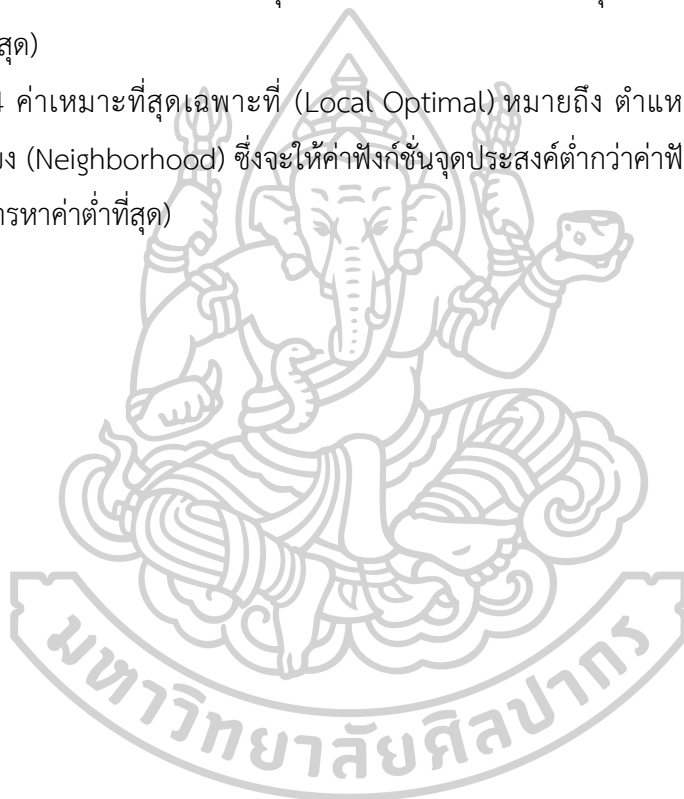 สุด)
4 ค่าเหมาะที่สุดเฉพาะที่ (Local Optimal) หมายถึง ตำแห
ง (Neighborhood) ซึ่งจะให้ค่าฟังก์ชั่นจุดประสงค์ต่ำกว่าค่าฟั
ารหาค่าต่ำที่สุด)
มหาวิทยาลัยศิลปากร